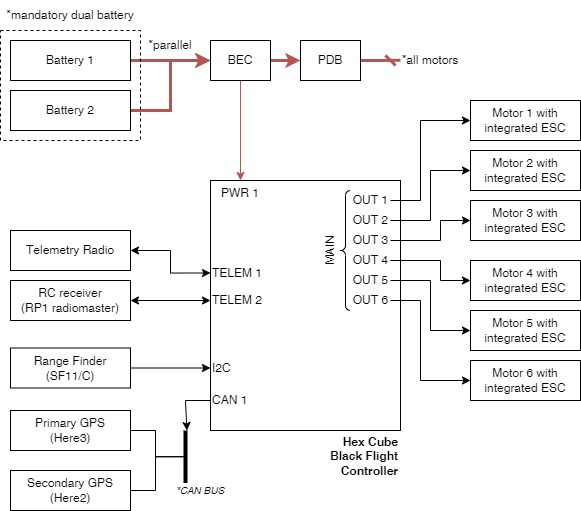 *mandatory dual battery
Battery 1
*parallel
BEC
PDB
*all motors
Battery 2
PWR 1
MAIN
OUT 1
OUT 2
OUT 3
OUT 4
OUT 5
OUT 6
Motor 1 with
integrated ESC
Motor 2 with
integrated ESC
Motor 3 with
integrated ESC
Motor 4 with
integrated ESC
Motor 5 with
integrated ESC
Motor 6 with
integrated ESC
Telemetry Radio
TELEM 1
RC receiver
(RP1 radiomaster)
TELEM 2
Range Finder
(SF11/C)
I2C
CAN 1
Primary GPS
(Here3)
Secondary GPS
(Here2)
*CAN BUS
Hex Cube
Black Flight
Controller